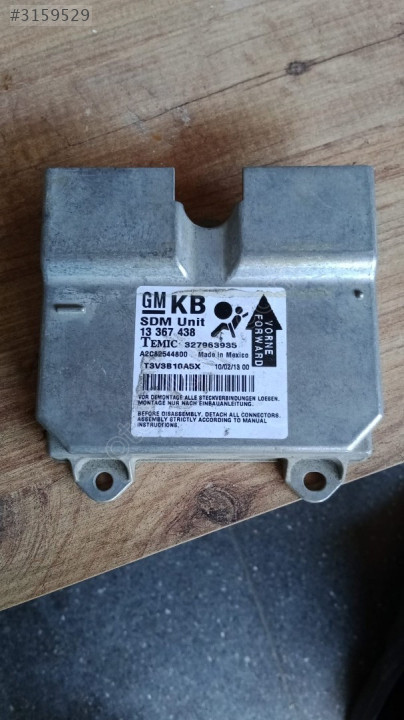 #3159529
GM KB
SDM Unit
13 367 438
TEMIC 327963935
A2C82544800 Made in Mexico
T3V3B10A5X 10/02/13 00
VORNE
FORWARD
VOR DEMONTAGE ALLE STECKVERBINDUNGEN LOESEN.
MONTAGE NUR NACH EINBAUANLEITUNG.
BEFORE DISASSEMBLY, DETACH ALL CONNECTORS.
ASSEMBLY STRICTLY ACCORDING TO MANUAL
INSTRUCTIONS.